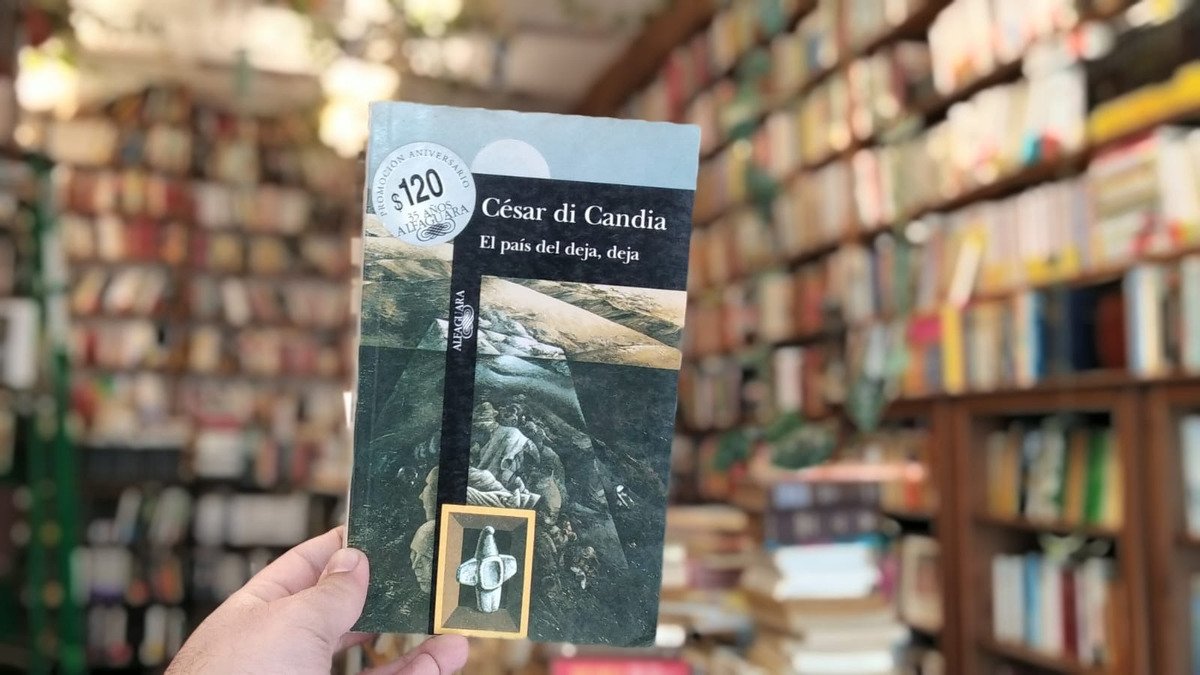 PROMOCIÓN ANIVERSARIO
$120
35 AÑOS
ALFAGUARA
César di Candia
El país del deja, deja
ALFAGUARA